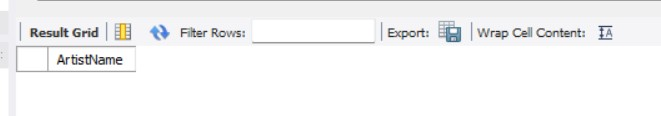 Result Grid Filter Rows: Export: Wrap Cell Content:
ArtistName